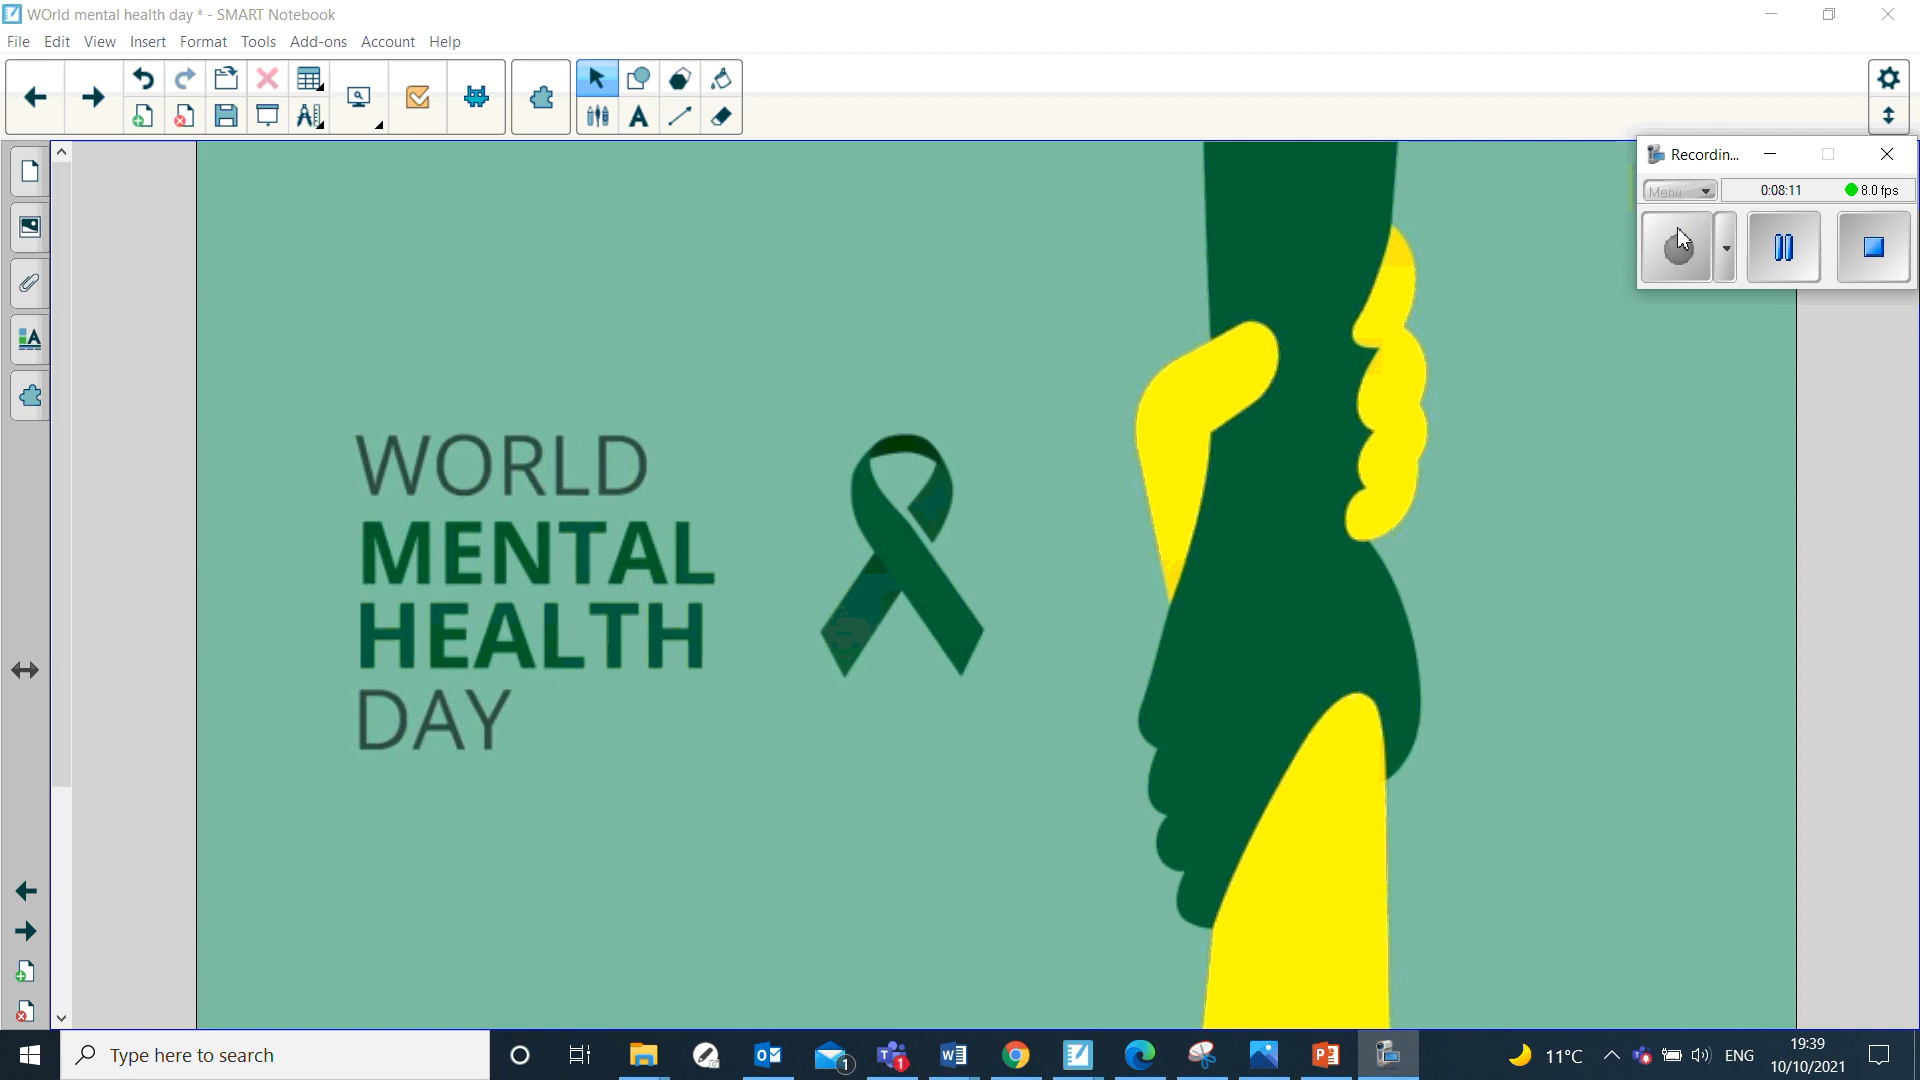 WOrld mental health day * - SMART Notebook
File Edit View Insert Format Tools Add-ons Account Help
Recordin...
Menu 0:08:11 8.0 fps
WORLD
MENTAL
HEALTH
DAY
Type here to search
1
1
11°C
ENG
19:39
10/10/2021